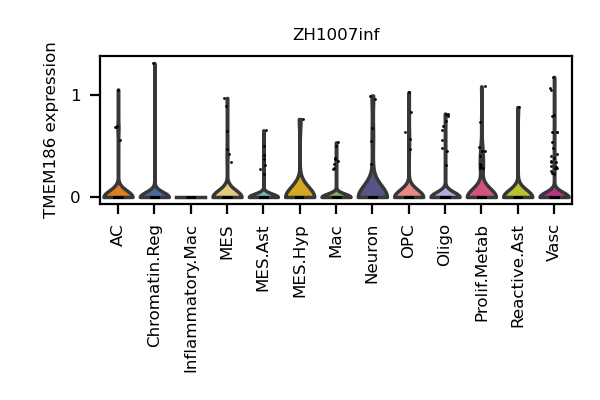 ZH1007inf
TMEM186 expression
1
0
AC
Chromatin.Reg
Inflammatory.Mac
MES
MES.Ast
MES.Hyp
Mac
Neuron
OPC
Oligo
Prolif.Metab
Reactive.Ast
Vasc